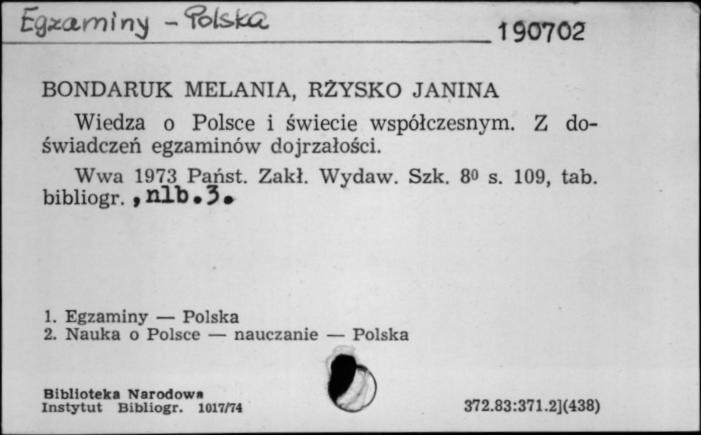 Egzaminy - Polska
190702
BONDARUK MELANIA, RŻYSKO JANINA
Wiedza o Polsce i świecie współczesnym. Z do-
świadczeń egzaminów dojrzałości.
Wwa 1973 Państ. Zakł. Wydaw. Szk. 8⁰ s. 109, tab.
bibliogr. , nlb. 3.
1. Egzaminy — Polska
2. Nauka o Polsce — nauczanie — Polska
Biblioteka Narodowa
Instytut Bibliogr. 1017/74
372.83:371.2](438)